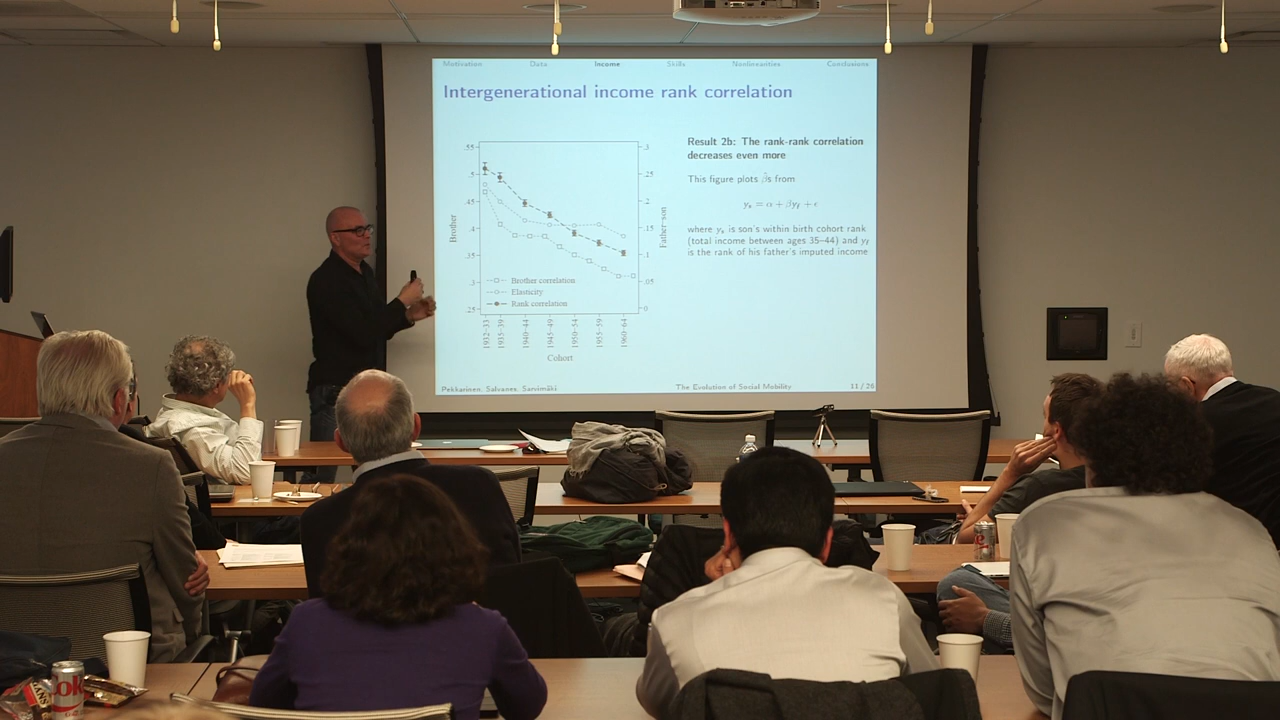 Motivation Data Income Skills Nonlinearities Conclusions
Intergenerational income rank correlation
Result 2b: The rank-rank correlation
decreases even more
This figure plots β̂s from
yₛ = α + βy_f + ε
where yₛ is son's within birth cohort rank
(total income between ages 35–44) and y_f
is the rank of his father's imputed income
.55
.5
.45
.4
.35
.3
.25
Brother
.3
.25
.2
.15
.1
.05
0
Father-son
Brother correlation
Elasticity
Rank correlation
1932-33
1935-39
1940-44
1945-49
1950-54
1955-59
1960-64
Cohort
Pekkarinen, Salvanes, Sarvimäki The Evolution of Social Mobility 11 / 26